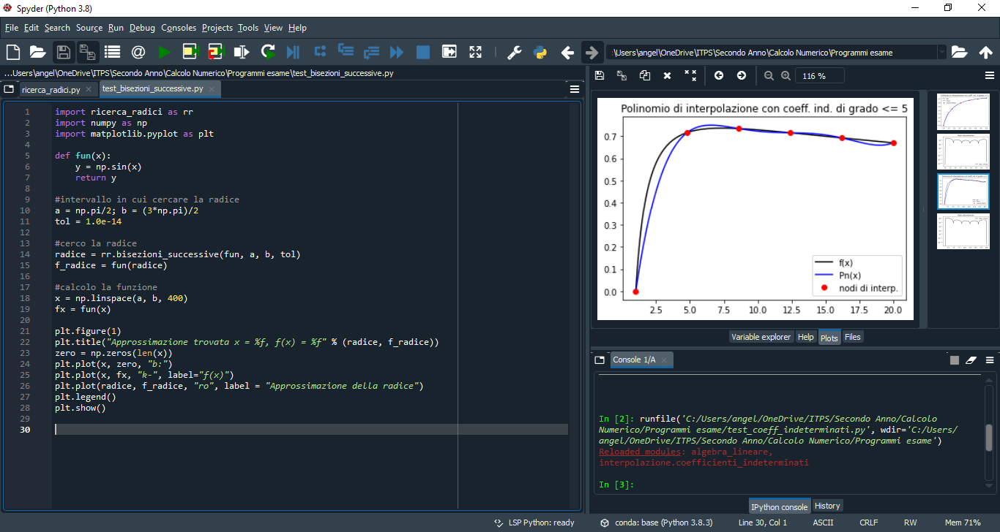 Spyder (Python 3.8)
File Edit Search Source Run Debug Consoles Projects Tools View Help
:\Users\angel\OneDrive\ITPS\Secondo Anno\Calcolo Numerico\Programmi esame
...Users\angel\OneDrive\ITPS\Secondo Anno\Calcolo Numerico\Programmi esame\test_bisezioni_successive.py
ricerca_radici.py test_bisezioni_successive.py
1 import ricerca_radici as rr
2 import numpy as np
3 import matplotlib.pyplot as plt
4
5 def fun(x):
6 y = np.sin(x)
7 return y
8
9 #intervallo in cui cercare la radice
10 a = np.pi/2; b = (3*np.pi)/2
11 tol = 1.0e-14
12
13 #cerco la radice
14 radice = rr.bisezioni_successive(fun, a, b, tol)
15 f_radice = fun(radice)
16
17 #calcolo la funzione
18 x = np.linspace(a, b, 400)
19 fx = fun(x)
20
21 plt.figure(1)
22 plt.title("Approssimazione trovata x = %f, f(x) = %f" % (radice, f_radice))
23 zero = np.zeros(len(x))
24 plt.plot(x, zero, "b:")
25 plt.plot(x, fx, "k-", label="f(x)")
26 plt.plot(radice, f_radice, "ro", label = "Approssimazione della radice")
27 plt.legend()
28 plt.show()
29
30
116 %
Polinomio di interpolazione con coeff. ind. di grado <= 5
0.7
0.6
0.5
0.4
0.3
0.2
0.1
0.0
f(x)
Pn(x)
nodi di interp.
2.5 5.0 7.5 10.0 12.5 15.0 17.5 20.0
Variable explorer Help Plots Files
Console 1/A
In [2]: runfile('C:/Users/angel/OneDrive/ITPS/Secondo Anno/Calcolo
Numerico/Programmi esame/test_coeff_indeterminati.py', wdir='C:/Users/
angel/OneDrive/ITPS/Secondo Anno/Calcolo Numerico/Programmi esame')
Reloaded modules: algebra_lineare,
interpolazione.coefficienti_indeterminati
In [3]:
IPython console History
LSP Python: ready conda: base (Python 3.8.3) Line 30, Col 1 ASCII CRLF RW Mem 71%